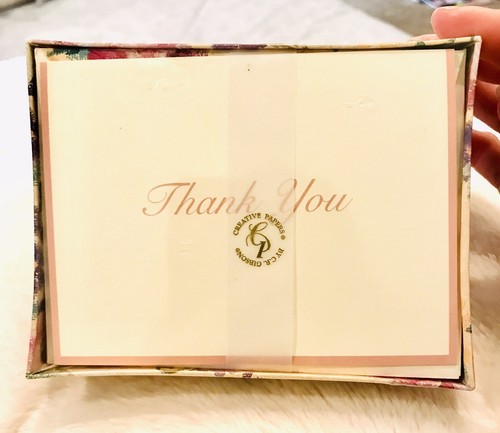 Thank You
CREATIVE PAPERS®
CP
BY C.R. GIBSON®